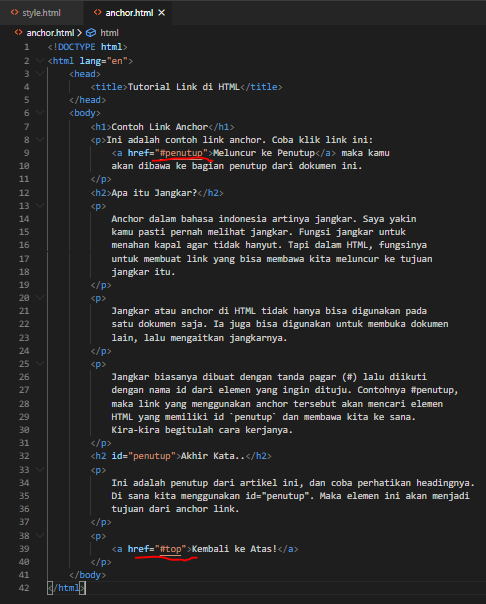 style.html
anchor.html
anchor.html > html
1 <!DOCTYPE html>
2 <html lang="en">
3 <head>
4 <title>Tutorial Link di HTML</title>
5 </head>
6 <body>
7 <h1>Contoh Link Anchor</h1>
8 <p>Ini adalah contoh link anchor. Coba klik link ini:
9 <a href="#penutup">Meluncur ke Penutup</a> maka kamu
10 akan dibawa ke bagian penutup dari dokumen ini.
11 </p>
12 <h2>Apa itu Jangkar?</h2>
13 <p>
14 Anchor dalam bahasa indonesia artinya jangkar. Saya yakin
15 kamu pasti pernah melihat jangkar. Fungsi jangkar untuk
16 menahan kapal agar tidak hanyut. Tapi dalam HTML, fungsinya
17 untuk membuat link yang bisa membawa kita meluncur ke tujuan
18 jangkar itu.
19 </p>
20 <p>
21 Jangkar atau anchor di HTML tidak hanya bisa digunakan pada
22 satu dokumen saja. Ia juga bisa digunakan untuk membuka dokumen
23 lain, lalu mengaitkan jangkarnya.
24 </p>
25 <p>
26 Jangkar biasanya dibuat dengan tanda pagar (#) lalu diikuti
27 dengan nama id dari elemen yang ingin dituju. Contohnya #penutup,
28 maka link yang menggunakan anchor tersebut akan mencari elemen
29 HTML yang memiliki id `penutup` dan membawa kita ke sana.
30 Kira-kira begitulah cara kerjanya.
31 </p>
32 <h2 id="penutup">Akhir Kata..</h2>
33 <p>
34 Ini adalah penutup dari artikel ini, dan coba perhatikan headingnya.
35 Di sana kita menggunakan id="penutup". Maka elemen ini akan menjadi
36 tujuan dari anchor link.
37 </p>
38 <p>
39 <a href="#top">Kembali ke Atas!</a>
40 </p>
41 </body>
42 </html>